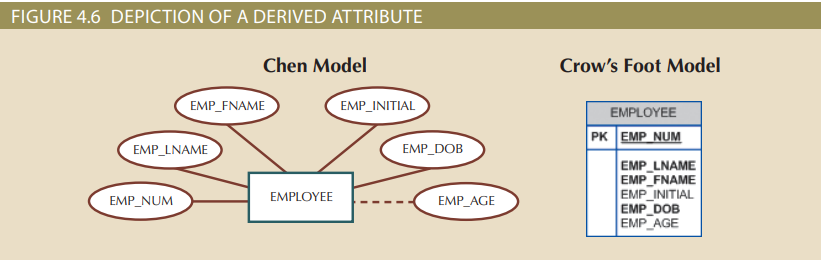 FIGURE 4.6 DEPICTION OF A DERIVED ATTRIBUTE
Chen Model
EMP_FNAME
EMP_INITIAL
EMP_LNAME
EMP_DOB
EMP_NUM
EMPLOYEE
EMP_AGE
Crow's Foot Model
EMPLOYEE
PK EMP_NUM
EMP_LNAME
EMP_FNAME
EMP_INITIAL
EMP_DOB
EMP_AGE